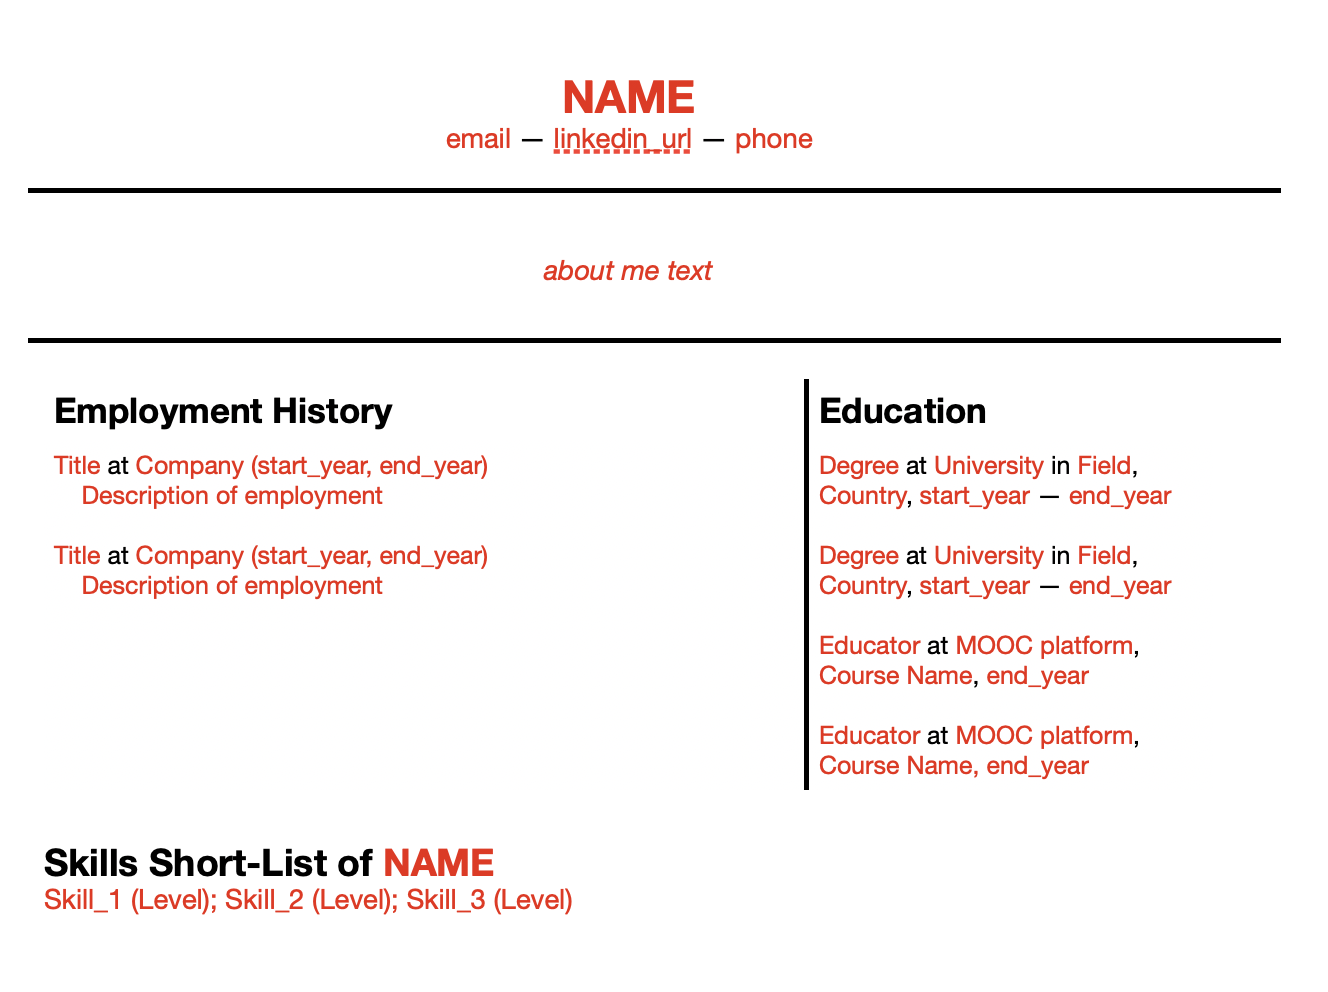 NAME
email — linkedin_url — phone
about me text
Employment History
Title at Company (start_year, end_year)
Description of employment
Title at Company (start_year, end_year)
Description of employment
Education
Degree at University in Field,
Country, start_year — end_year
Degree at University in Field,
Country, start_year — end_year
Educator at MOOC platform,
Course Name, end_year
Educator at MOOC platform,
Course Name, end_year
Skills Short-List of NAME
Skill_1 (Level); Skill_2 (Level); Skill_3 (Level)